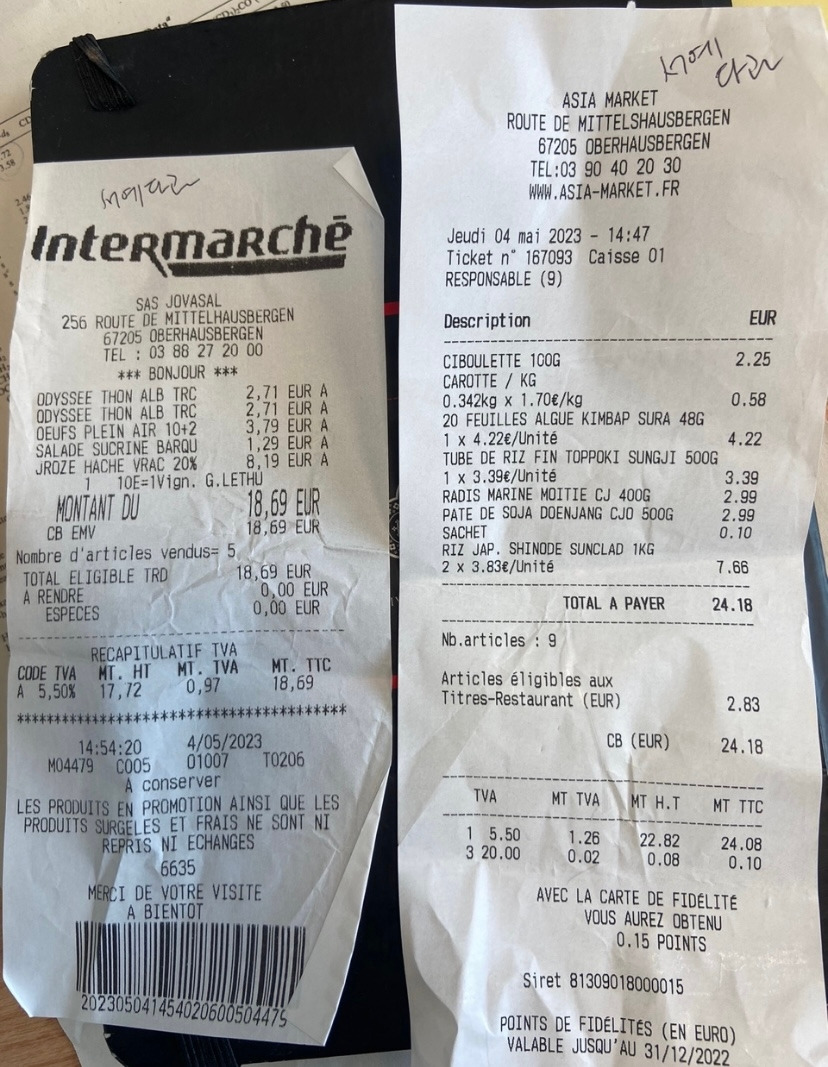 Intermarchē
SAS JOVASAL
256 ROUTE DE MITTELHAUSBERGEN
67205 OBERHAUSBERGEN
TEL : 03 88 27 20 00
*** BONJOUR ***
ODYSSEE THON ALB TRC 2,71 EUR A
ODYSSEE THON ALB TRC 2,71 EUR A
OEUFS PLEIN AIR 10+2 3,79 EUR A
SALADE SUCRINE BARQU 1,29 EUR A
JROZE HACHE VRAC 20% 8,19 EUR A
1 10E=1Vign. G.LETHU
MONTANT DU 18,69 EUR
CB EMV 18,69 EUR
Nombre d'articles vendus= 5
TOTAL ELIGIBLE TRD 18,69 EUR
A RENDRE 0,00 EUR
ESPECES 0,00 EUR
RECAPITULATIF TVA
CODE TVA MT. HT MT. TVA MT. TTC
A 5,50% 17,72 0,97 18,69
14:54:20 4/05/2023
M04479 C005 01007 T0206
A conserver
LES PRODUITS EN PROMOTION AINSI QUE LES
PRODUITS SURGELES ET FRAIS NE SONT NI
REPRIS NI ECHANGES
6635
MERCI DE VOTRE VISITE
A BIENTOT
202305041454020600504479
ASIA MARKET
ROUTE DE MITTELSHAUSBERGEN
67205 OBERHAUSBERGEN
TEL:03 90 40 20 30
WWW.ASIA-MARKET.FR
Jeudi 04 mai 2023 - 14:47
Ticket n° 167093 Caisse 01
RESPONSABLE (9)
Description EUR
CIBOULETTE 100G 2.25
CAROTTE / KG
0.342kg x 1.70€/kg 0.58
20 FEUILLES ALGUE KIMBAP SURA 48G
1 x 4.22€/Unité 4.22
TUBE DE RIZ FIN TOPPOKI SUNGJI 500G
1 x 3.39€/Unité 3.39
RADIS MARINE MOITIE CJ 400G 2.99
PATE DE SOJA DOENJANG CJO 500G 2.99
SACHET 0.10
RIZ JAP. SHINODE SUNCLAD 1KG
2 x 3.83€/Unité 7.66
TOTAL A PAYER 24.18
Nb.articles : 9
Articles éligibles aux
Titres-Restaurant (EUR) 2.83
CB (EUR) 24.18
TVA MT TVA MT H.T MT TTC
1 5.50 1.26 22.82 24.08
3 20.00 0.02 0.08 0.10
AVEC LA CARTE DE FIDÉLITÉ
VOUS AUREZ OBTENU
0.15 POINTS
Siret 81309018000015
POINTS DE FIDÉLITÉS (EN EURO)
VALABLE JUSQU'AU 31/12/2022